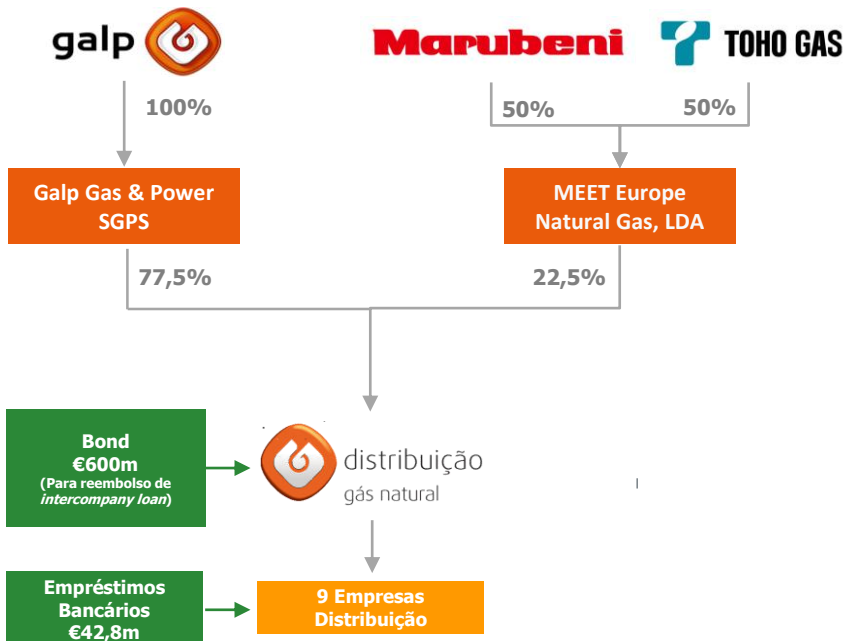 galp
Marubeni
TOHO GAS
100%
50%
50%
Galp Gas & Power
SGPS
MEET Europe
Natural Gas, LDA
77,5%
22,5%
Bond
€600m
(Para reembolso de
intercompany loan)
distribuição
gás natural
Empréstimos
Bancários
€42,8m
9 Empresas
Distribuição